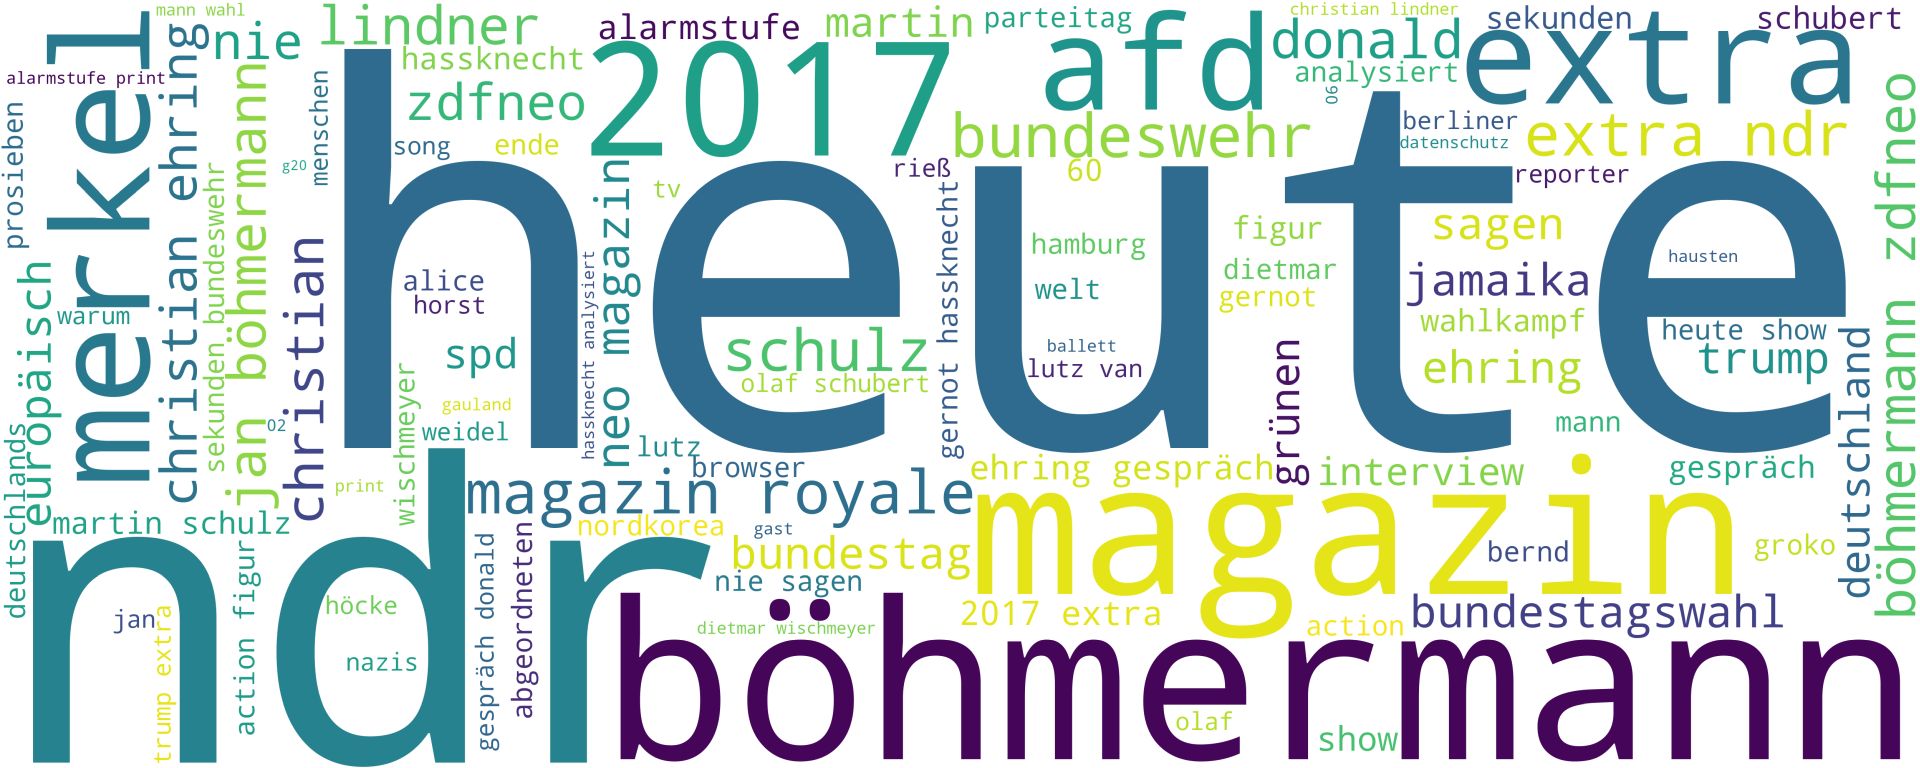 mann wahl
lindner
alarmstufe
martin
parteitag
christian lindner
sekunden
schubert
merkel
christian ehring
nie
hassknecht
2017
afd
donald
extra
alarmstufe print
analysiert
zdfneo
menschen
06
berliner
extra ndr
datenschutz
bundeswehr
prosieben
jan böhmermann
song
ende
heute
g20
rieß
60
reporter
zdfneo
sekunden bundeswehr
tv
neo magazin
gernot hassknecht
figur
sagen
hamburg
hausten
christian
alice
hassknecht analysiert
dietmar
jamaika
europäisch
warum
horst
welt
gernot
wahlkampf
heute show
spd
schulz
ballett
grünen
trump
deutschland
böhmermann
lutz van
ehring
wischmeyer
olaf schubert
gauland
02
weidel
mann
deutschlands
lutz
browser
ehring gespräch
interview
gespräch
print
magazin royale
magazin
martin schulz
nordkorea
gast
ndr
bundestag
bernd
groko
action figur
gespräch donald
abgeordneten
nie sagen
jan
höcke
böhmermann
2017 extra
bundestagswahl
trump extra
dietmar wischmeyer
action
nazis
olaf
show